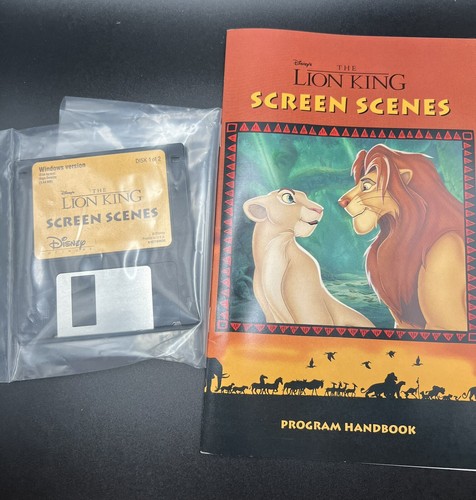 Windows version
DISK 1 of 2
Disney's
THE
LION KING
SCREEN SCENES
Disney
Disney's
THE
LION KING
SCREEN SCENES
PROGRAM HANDBOOK